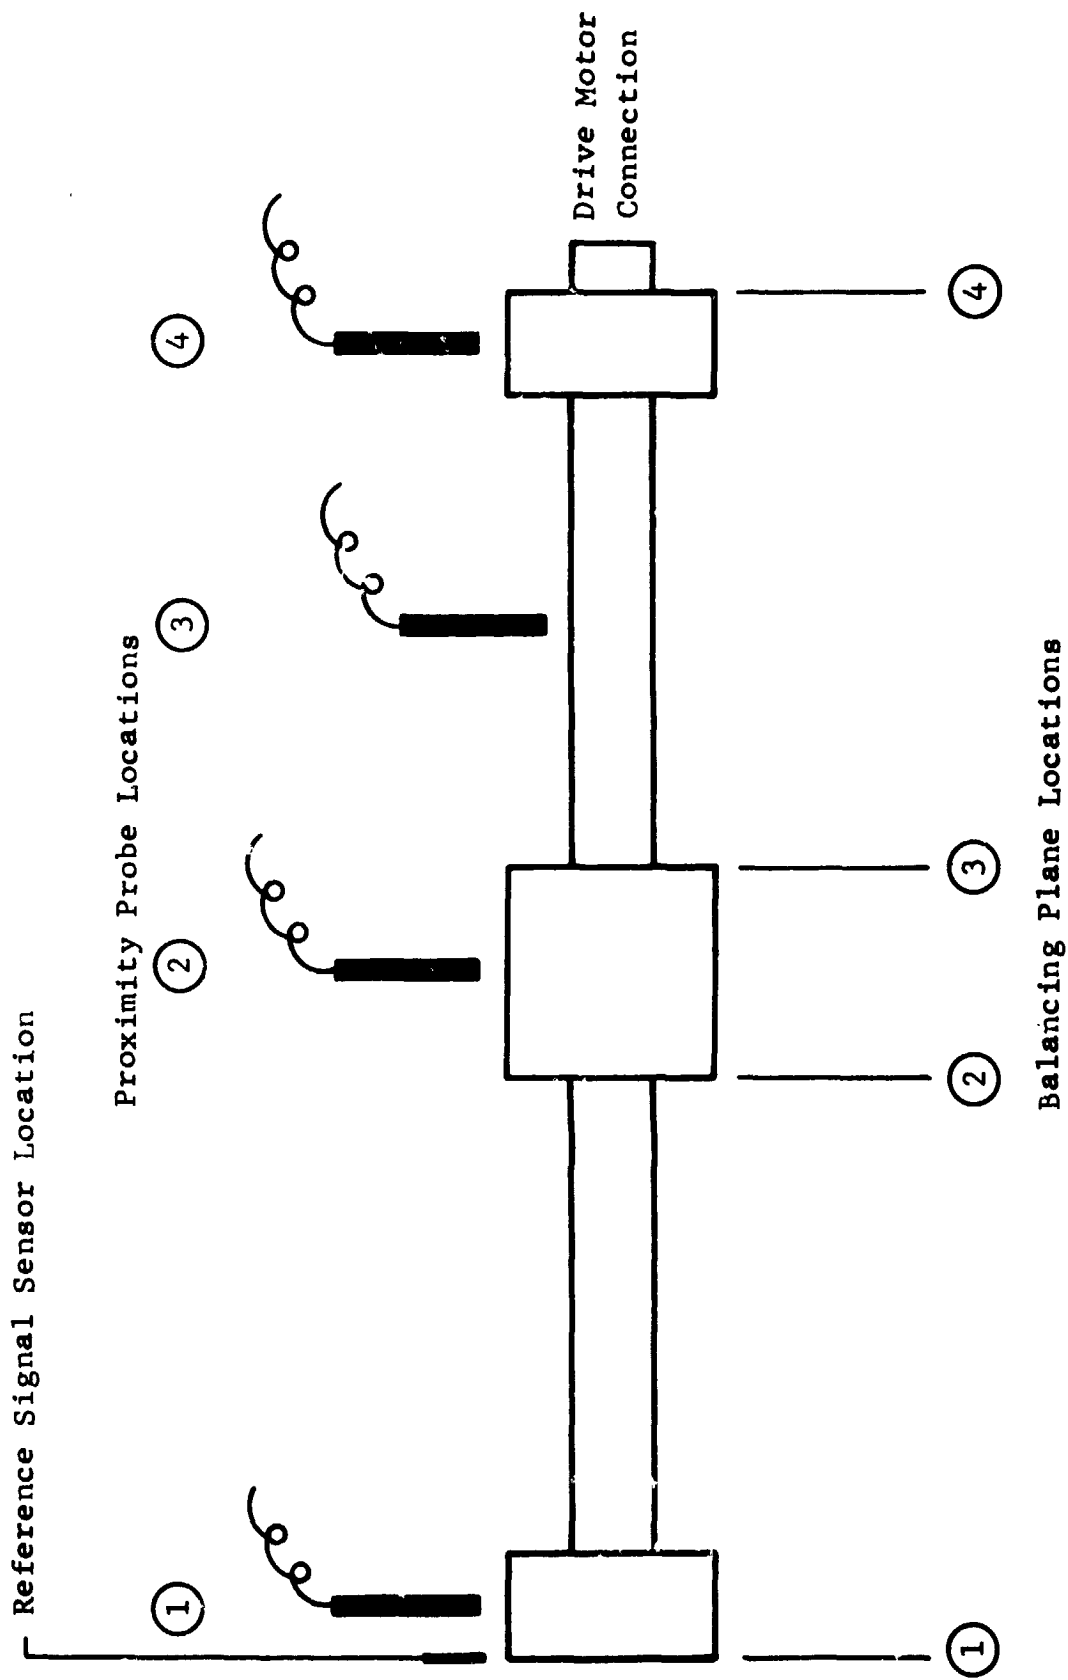 Reference Signal Sensor Location
Proximity Probe Locations
1
2
3
4
Drive Motor
Connection
1
2
3
4
Balancing Plane Locations